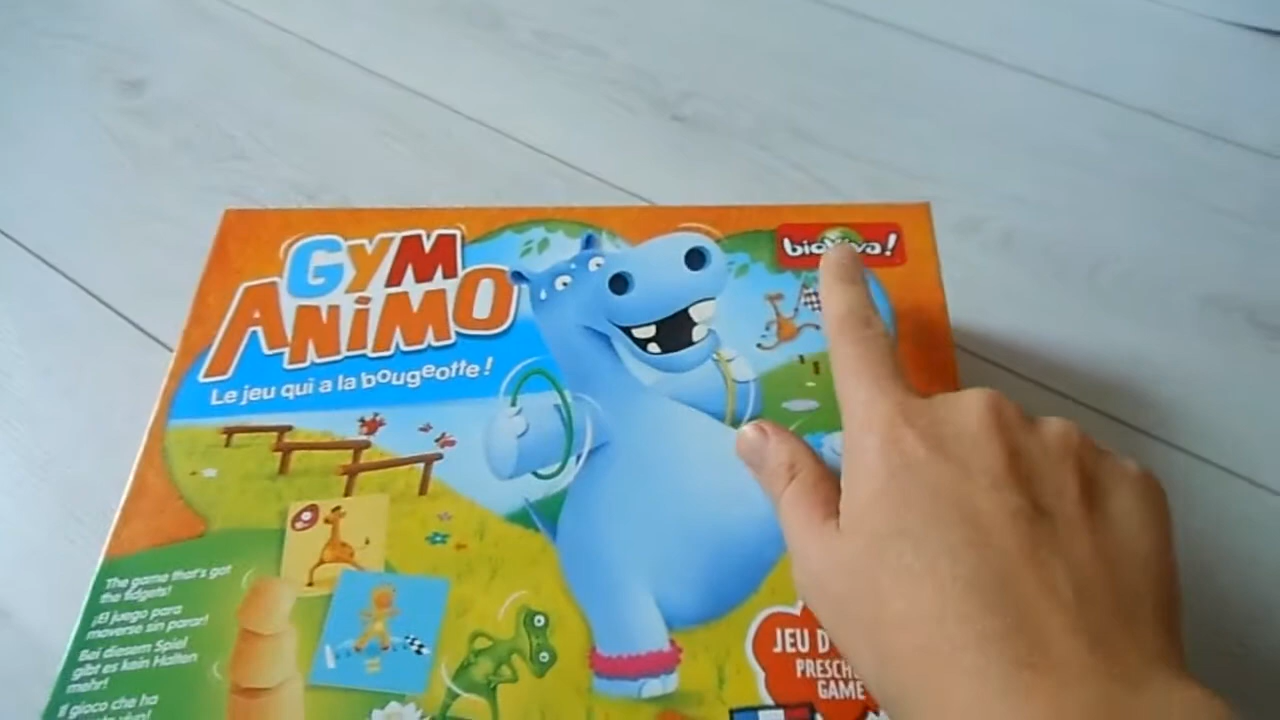 GYM
ANiMO
Le jeu qui a la bougeotte!
bioViva!
The game that's got
the fidgets!
¡El juego para
moverse sin parar!
Bei diesem Spiel
gibt es kein Halten
mehr!
Il gioco che ha
JEU D
PRESCH
GAME